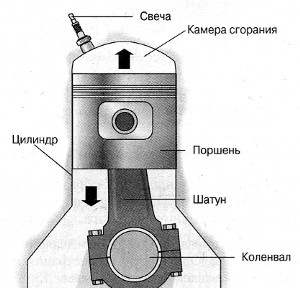 Свеча
Камера сгорания
Цилиндр
Поршень
Шатун
Коленвал